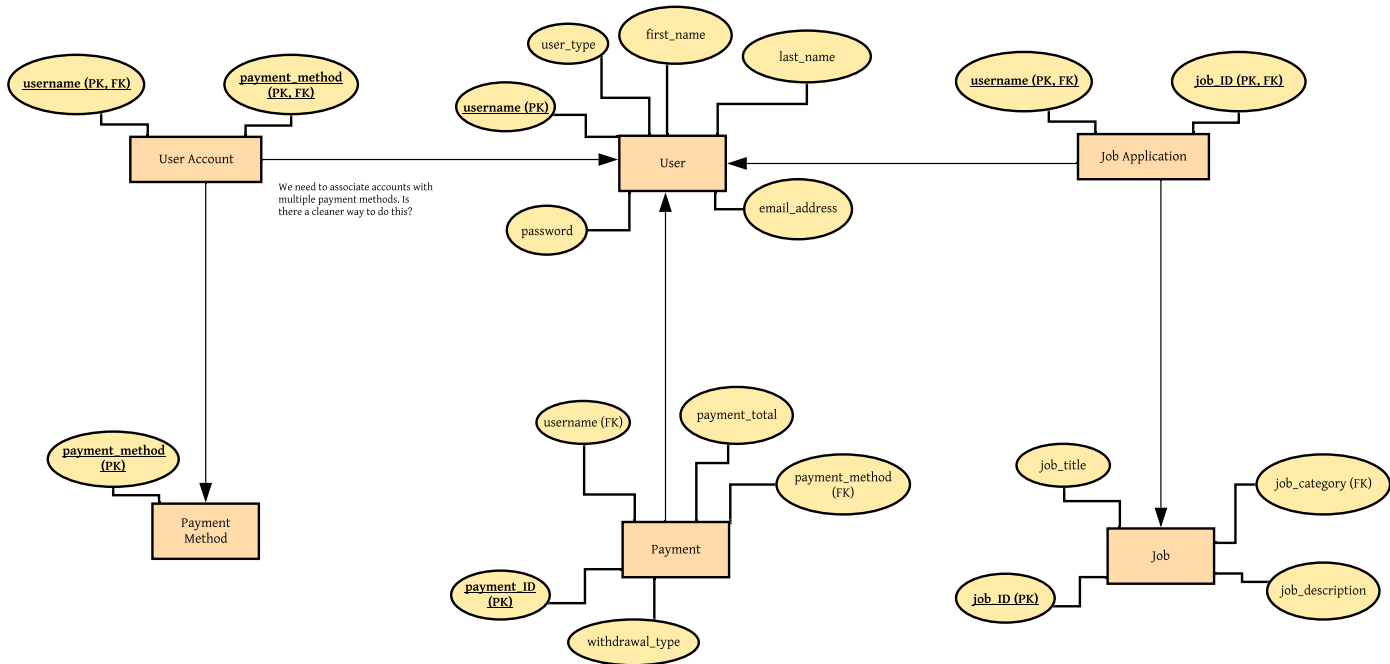 user_type
first_name
last_name
username (PK, FK)
payment_method
(PK, FK)
username (PK)
username (PK, FK)
job_ID (PK, FK)
User Account
User
Job Application
We need to associate accounts with
multiple payment methods. Is
there a cleaner way to do this?
password
email_address
payment_method
(PK)
username (FK)
payment_total
job_title
payment_method
(FK)
job_category (FK)
Payment
Method
Payment
Job
payment_ID
(PK)
job_ID (PK)
job_description
withdrawal_type